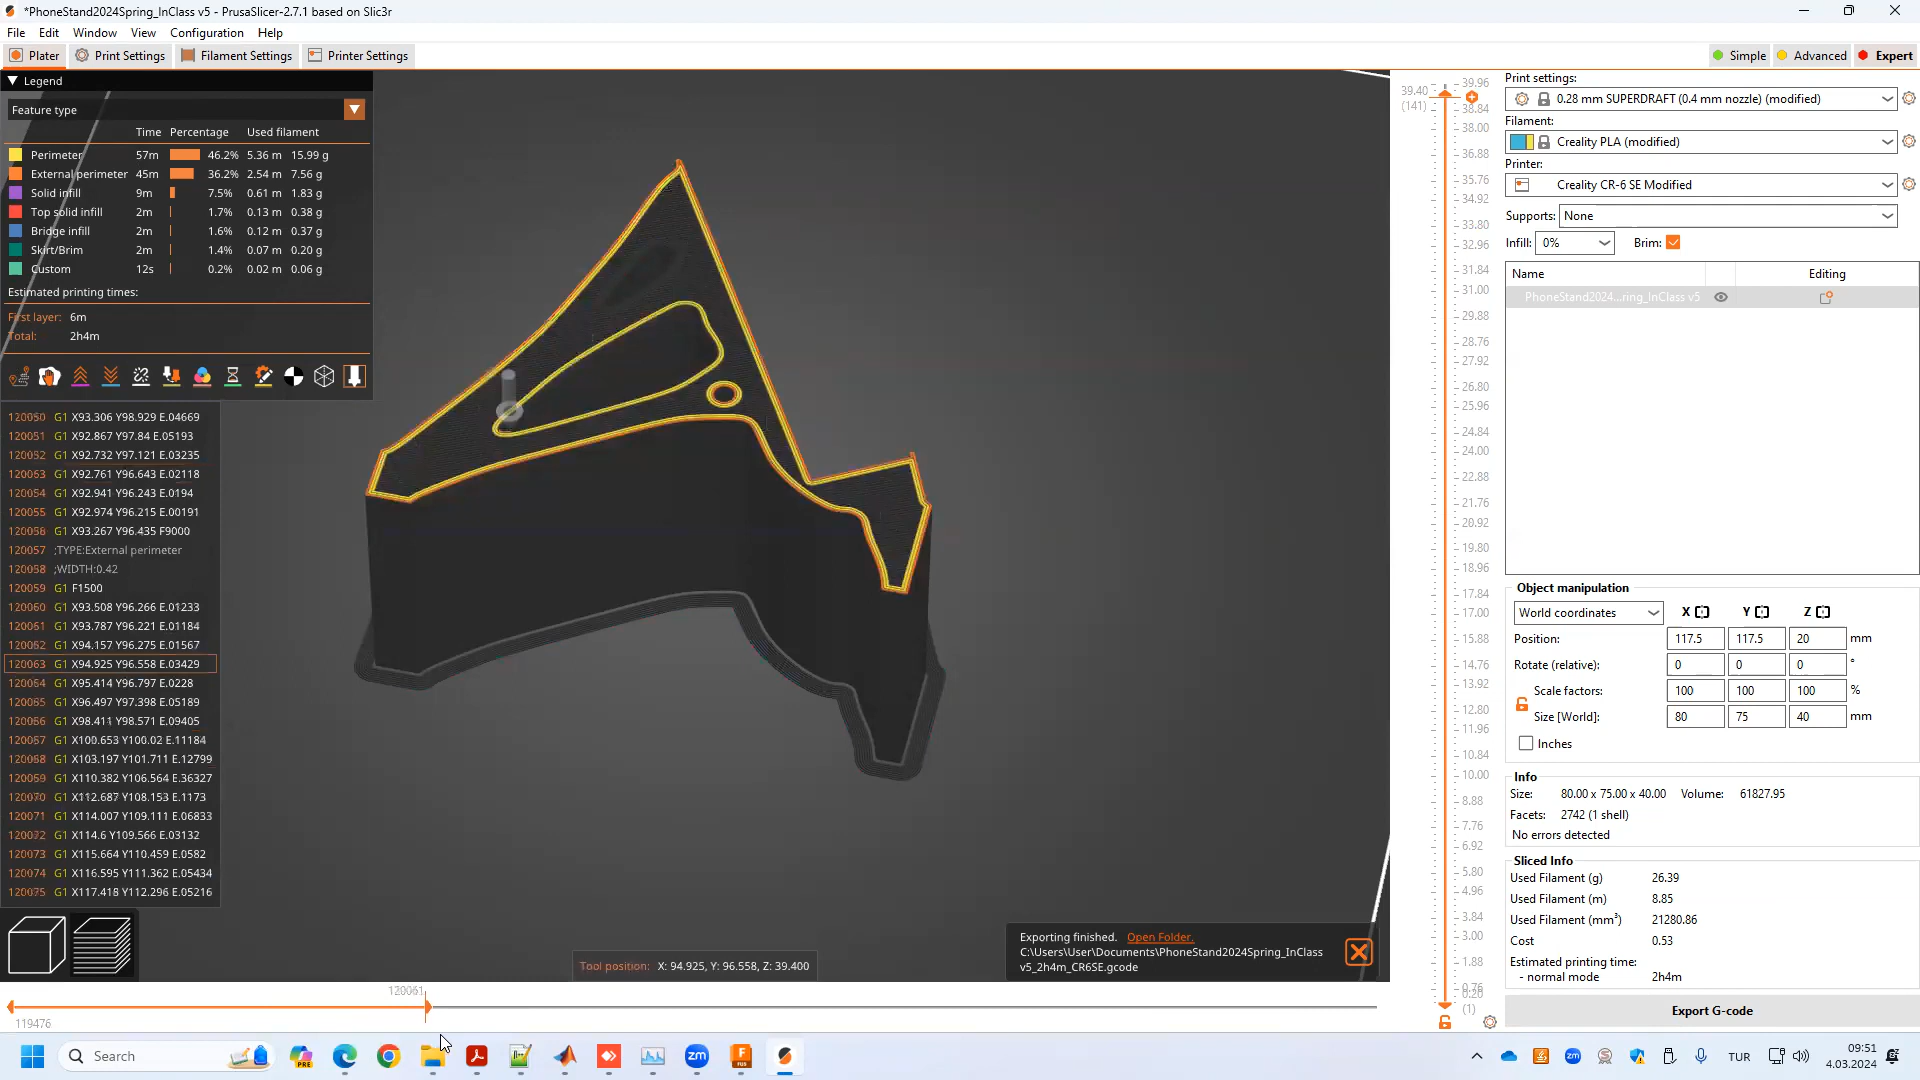 *PhoneStand2024Spring_InClass v5 - PrusaSlicer-2.7.1 based on Slic3r
File Edit Window View Configuration Help
Plater Print Settings Filament Settings Printer Settings Simple Advanced Expert
Legend
Feature type
Time Percentage Used filament
Perimeter 57m 46.2% 5.36 m 15.99 g
External perimeter 45m 36.2% 2.54 m 7.56 g
Solid infill 9m 7.5% 0.61 m 1.83 g
Top solid infill 2m 1.7% 0.13 m 0.38 g
Bridge infill 2m 1.6% 0.12 m 0.37 g
Skirt/Brim 2m 1.4% 0.07 m 0.20 g
Custom 12s 0.2% 0.02 m 0.06 g
Estimated printing times:
First layer: 6m
Total: 2h4m
120050 G1 X93.306 Y98.929 E.04669
120051 G1 X92.867 Y97.84 E.05193
120052 G1 X92.732 Y97.121 E.03235
120053 G1 X92.761 Y96.643 E.02118
120054 G1 X92.941 Y96.243 E.0194
120055 G1 X92.974 Y96.215 E.00191
120056 G1 X93.267 Y96.435 F9000
120057 ;TYPE:External perimeter
120058 ;WIDTH:0.42
120059 G1 F1500
120060 G1 X93.508 Y96.266 E.01233
120061 G1 X93.787 Y96.221 E.01184
120062 G1 X94.157 Y96.275 E.01567
120063 G1 X94.925 Y96.558 E.03429
120064 G1 X95.414 Y96.797 E.0228
120065 G1 X96.497 Y97.398 E.05189
120066 G1 X98.411 Y98.571 E.09405
120067 G1 X100.653 Y100.02 E.11184
120068 G1 X103.197 Y101.711 E.12799
120069 G1 X110.382 Y106.564 E.36327
120070 G1 X112.687 Y108.153 E.1173
120071 G1 X114.007 Y109.111 E.06833
120072 G1 X114.6 Y109.566 E.03132
120073 G1 X115.664 Y110.459 E.0582
120074 G1 X116.595 Y111.362 E.05434
120075 G1 X117.418 Y112.296 E.05216
Tool position: X: 94.925, Y: 96.558, Z: 39.400
Exporting finished. Open Folder.
C:\Users\User\Documents\PhoneStand2024Spring_InClass
v5_2h4m_CR6SE.gcode
120061
119476
39.40
(141)
39.96
38.84
38.00
36.88
35.76
34.92
33.80
32.96
31.84
31.00
29.88
28.76
27.92
26.80
25.96
24.84
24.00
22.88
21.76
20.92
19.80
18.96
17.84
17.00
15.88
14.76
13.92
12.80
11.96
10.84
10.00
8.88
7.76
6.92
5.80
4.96
3.84
3.00
1.88
0.76
0.20
(1)
Print settings:
0.28 mm SUPERDRAFT (0.4 mm nozzle) (modified)
Filament:
Creality PLA (modified)
Printer:
Creality CR-6 SE Modified
Supports: None
Infill: 0% Brim:
Name Editing
PhoneStand2024...ring_InClass v5
Object manipulation
World coordinates X Y Z
Position: 117.5 117.5 20 mm
Rotate (relative): 0 0 0 °
Scale factors: 100 100 100 %
Size [World]: 80 75 40 mm
Inches
Info
Size: 80.00 x 75.00 x 40.00 Volume: 61827.95
Facets: 2742 (1 shell)
No errors detected
Sliced Info
Used Filament (g) 26.39
Used Filament (m) 8.85
Used Filament (mm³) 21280.86
Cost 0.53
Estimated printing time:
- normal mode 2h4m
Export G-code
Search
PRE
zm
F
FUS
zm
TUR
09:51
4.03.2024